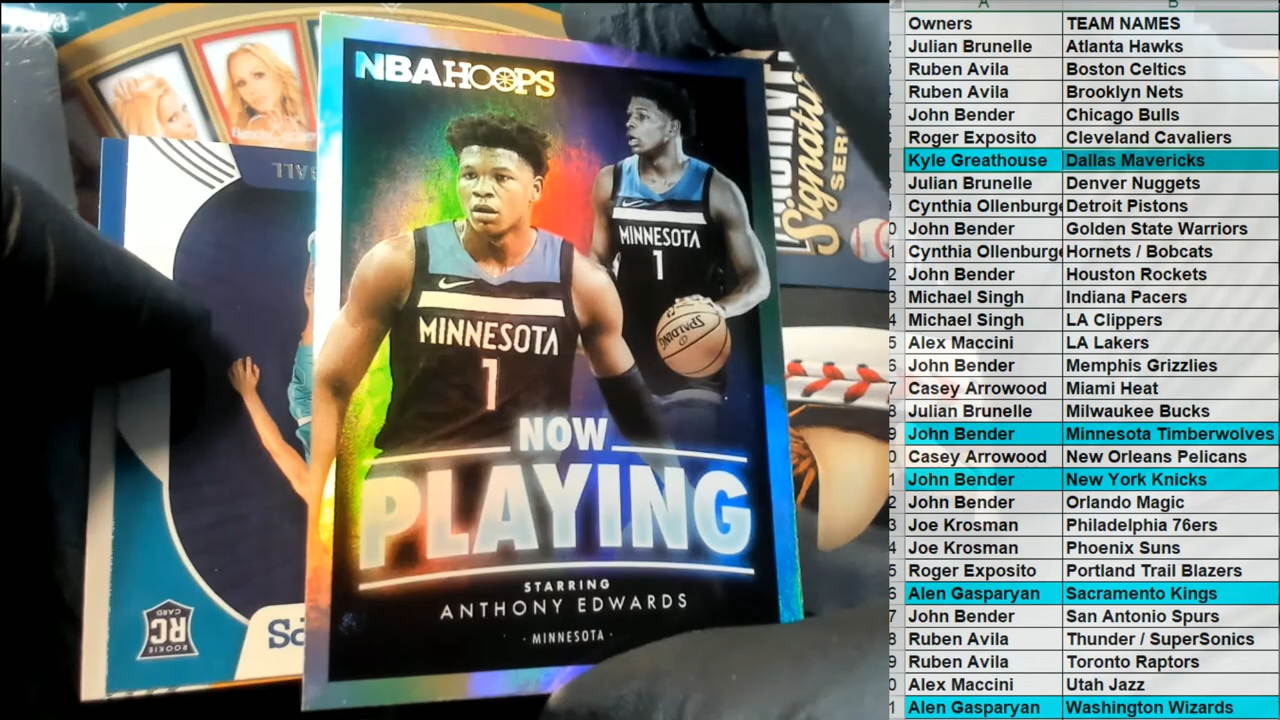 NBA HOOPS
MINNESOTA
1
MINNESOTA
1
SPALDING
NOW
PLAYING
STARRING
ANTHONY EDWARDS
· MINNESOTA ·
ROOKIE
RC
CARD
Signature
SERI
A B
Owners TEAM NAMES
Julian Brunelle Atlanta Hawks
Ruben Avila Boston Celtics
Ruben Avila Brooklyn Nets
John Bender Chicago Bulls
Roger Exposito Cleveland Cavaliers
Kyle Greathouse Dallas Mavericks
Julian Brunelle Denver Nuggets
Cynthia Ollenburge Detroit Pistons
John Bender Golden State Warriors
Cynthia Ollenburge Hornets / Bobcats
John Bender Houston Rockets
Michael Singh Indiana Pacers
Michael Singh LA Clippers
Alex Maccini LA Lakers
John Bender Memphis Grizzlies
Casey Arrowood Miami Heat
Julian Brunelle Milwaukee Bucks
John Bender Minnesota Timberwolves
Casey Arrowood New Orleans Pelicans
John Bender New York Knicks
John Bender Orlando Magic
Joe Krosman Philadelphia 76ers
Joe Krosman Phoenix Suns
Roger Exposito Portland Trail Blazers
Alen Gasparyan Sacramento Kings
John Bender San Antonio Spurs
Ruben Avila Thunder / SuperSonics
Ruben Avila Toronto Raptors
Alex Maccini Utah Jazz
Alen Gasparyan Washington Wizards